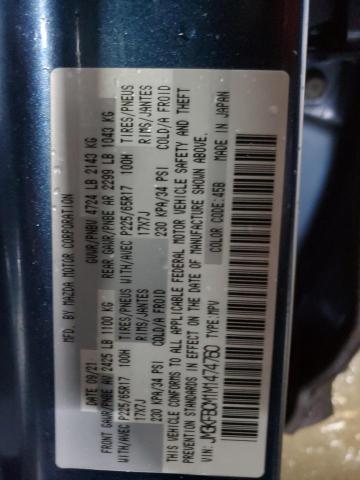 MFD. BY MAZDA MOTOR CORPORATION
DATE 09/21 GVWR/PNBV 4724 LB 2143 KG
FRONT GAWR/PNBE AU 2425 LB 1100 KG REAR GAWR/PNBE AR 2299 LB 1043 KG
WITH/AVEC P225/65R17 100H TIRES/PNEUS WITH/AVEC P225/65R17 100H TIRES/PNEUS
17X7J RIMS/JANTES 17X7J RIMS/JANTES
230 KPA/34 PSI COLD/A FROID 230 KPA/34 PSI COLD/A FROID
THIS VEHICLE CONFORMS TO ALL APPLICABLE FEDERAL MOTOR VEHICLE SAFETY AND THEFT
PREVENTION STANDARDS IN EFFECT ON THE DATE OF MANUFACTURE SHOWN ABOVE.
VIN: JM3KFBDM1M1474760 TYPE: MPV COLOR CODE: 45B MADE IN JAPAN